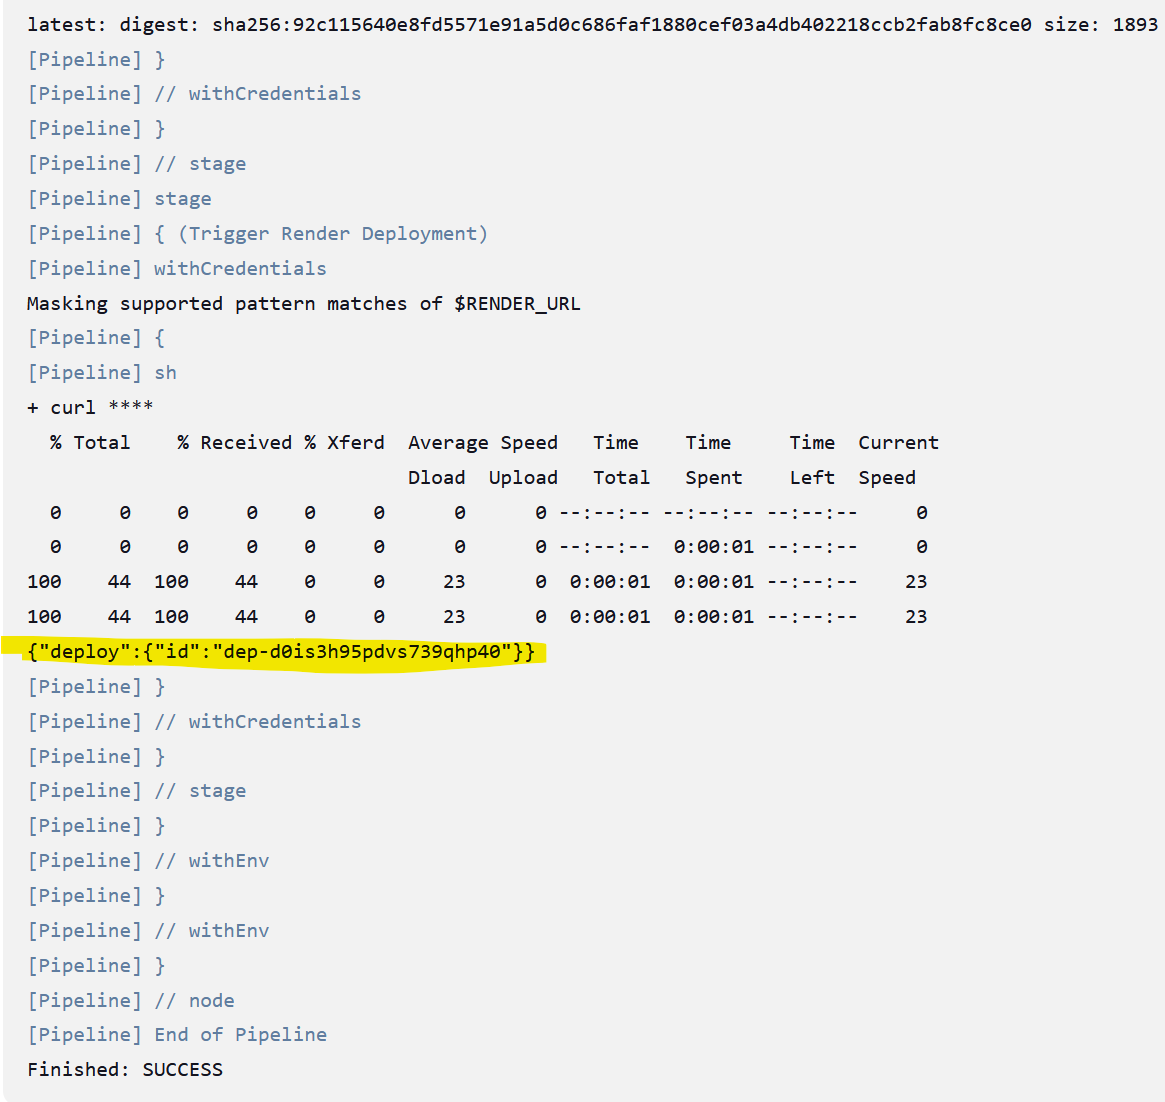 latest: digest: sha256:92c115640e8fd5571e91a5d0c686faf1880cef03a4db402218ccb2fab8fc8ce0 size: 1893
[Pipeline] }
[Pipeline] // withCredentials
[Pipeline] }
[Pipeline] // stage
[Pipeline] stage
[Pipeline] { (Trigger Render Deployment)
[Pipeline] withCredentials
Masking supported pattern matches of $RENDER_URL
[Pipeline] {
[Pipeline] sh
+ curl ****
  % Total    % Received % Xferd  Average Speed   Time    Time     Time  Current
                                 Dload  Upload   Total   Spent    Left  Speed
  0     0    0     0    0     0      0      0 --:--:-- --:--:-- --:--:--     0
  0     0    0     0    0     0      0      0 --:--:--  0:00:01 --:--:--     0
100    44  100    44    0     0     23      0  0:00:01  0:00:01 --:--:--    23
100    44  100    44    0     0     23      0  0:00:01  0:00:01 --:--:--    23
{"deploy":{"id":"dep-d0is3h95pdvs739qhp40"}}
[Pipeline] }
[Pipeline] // withCredentials
[Pipeline] }
[Pipeline] // stage
[Pipeline] }
[Pipeline] // withEnv
[Pipeline] }
[Pipeline] // withEnv
[Pipeline] }
[Pipeline] // node
[Pipeline] End of Pipeline
Finished: SUCCESS